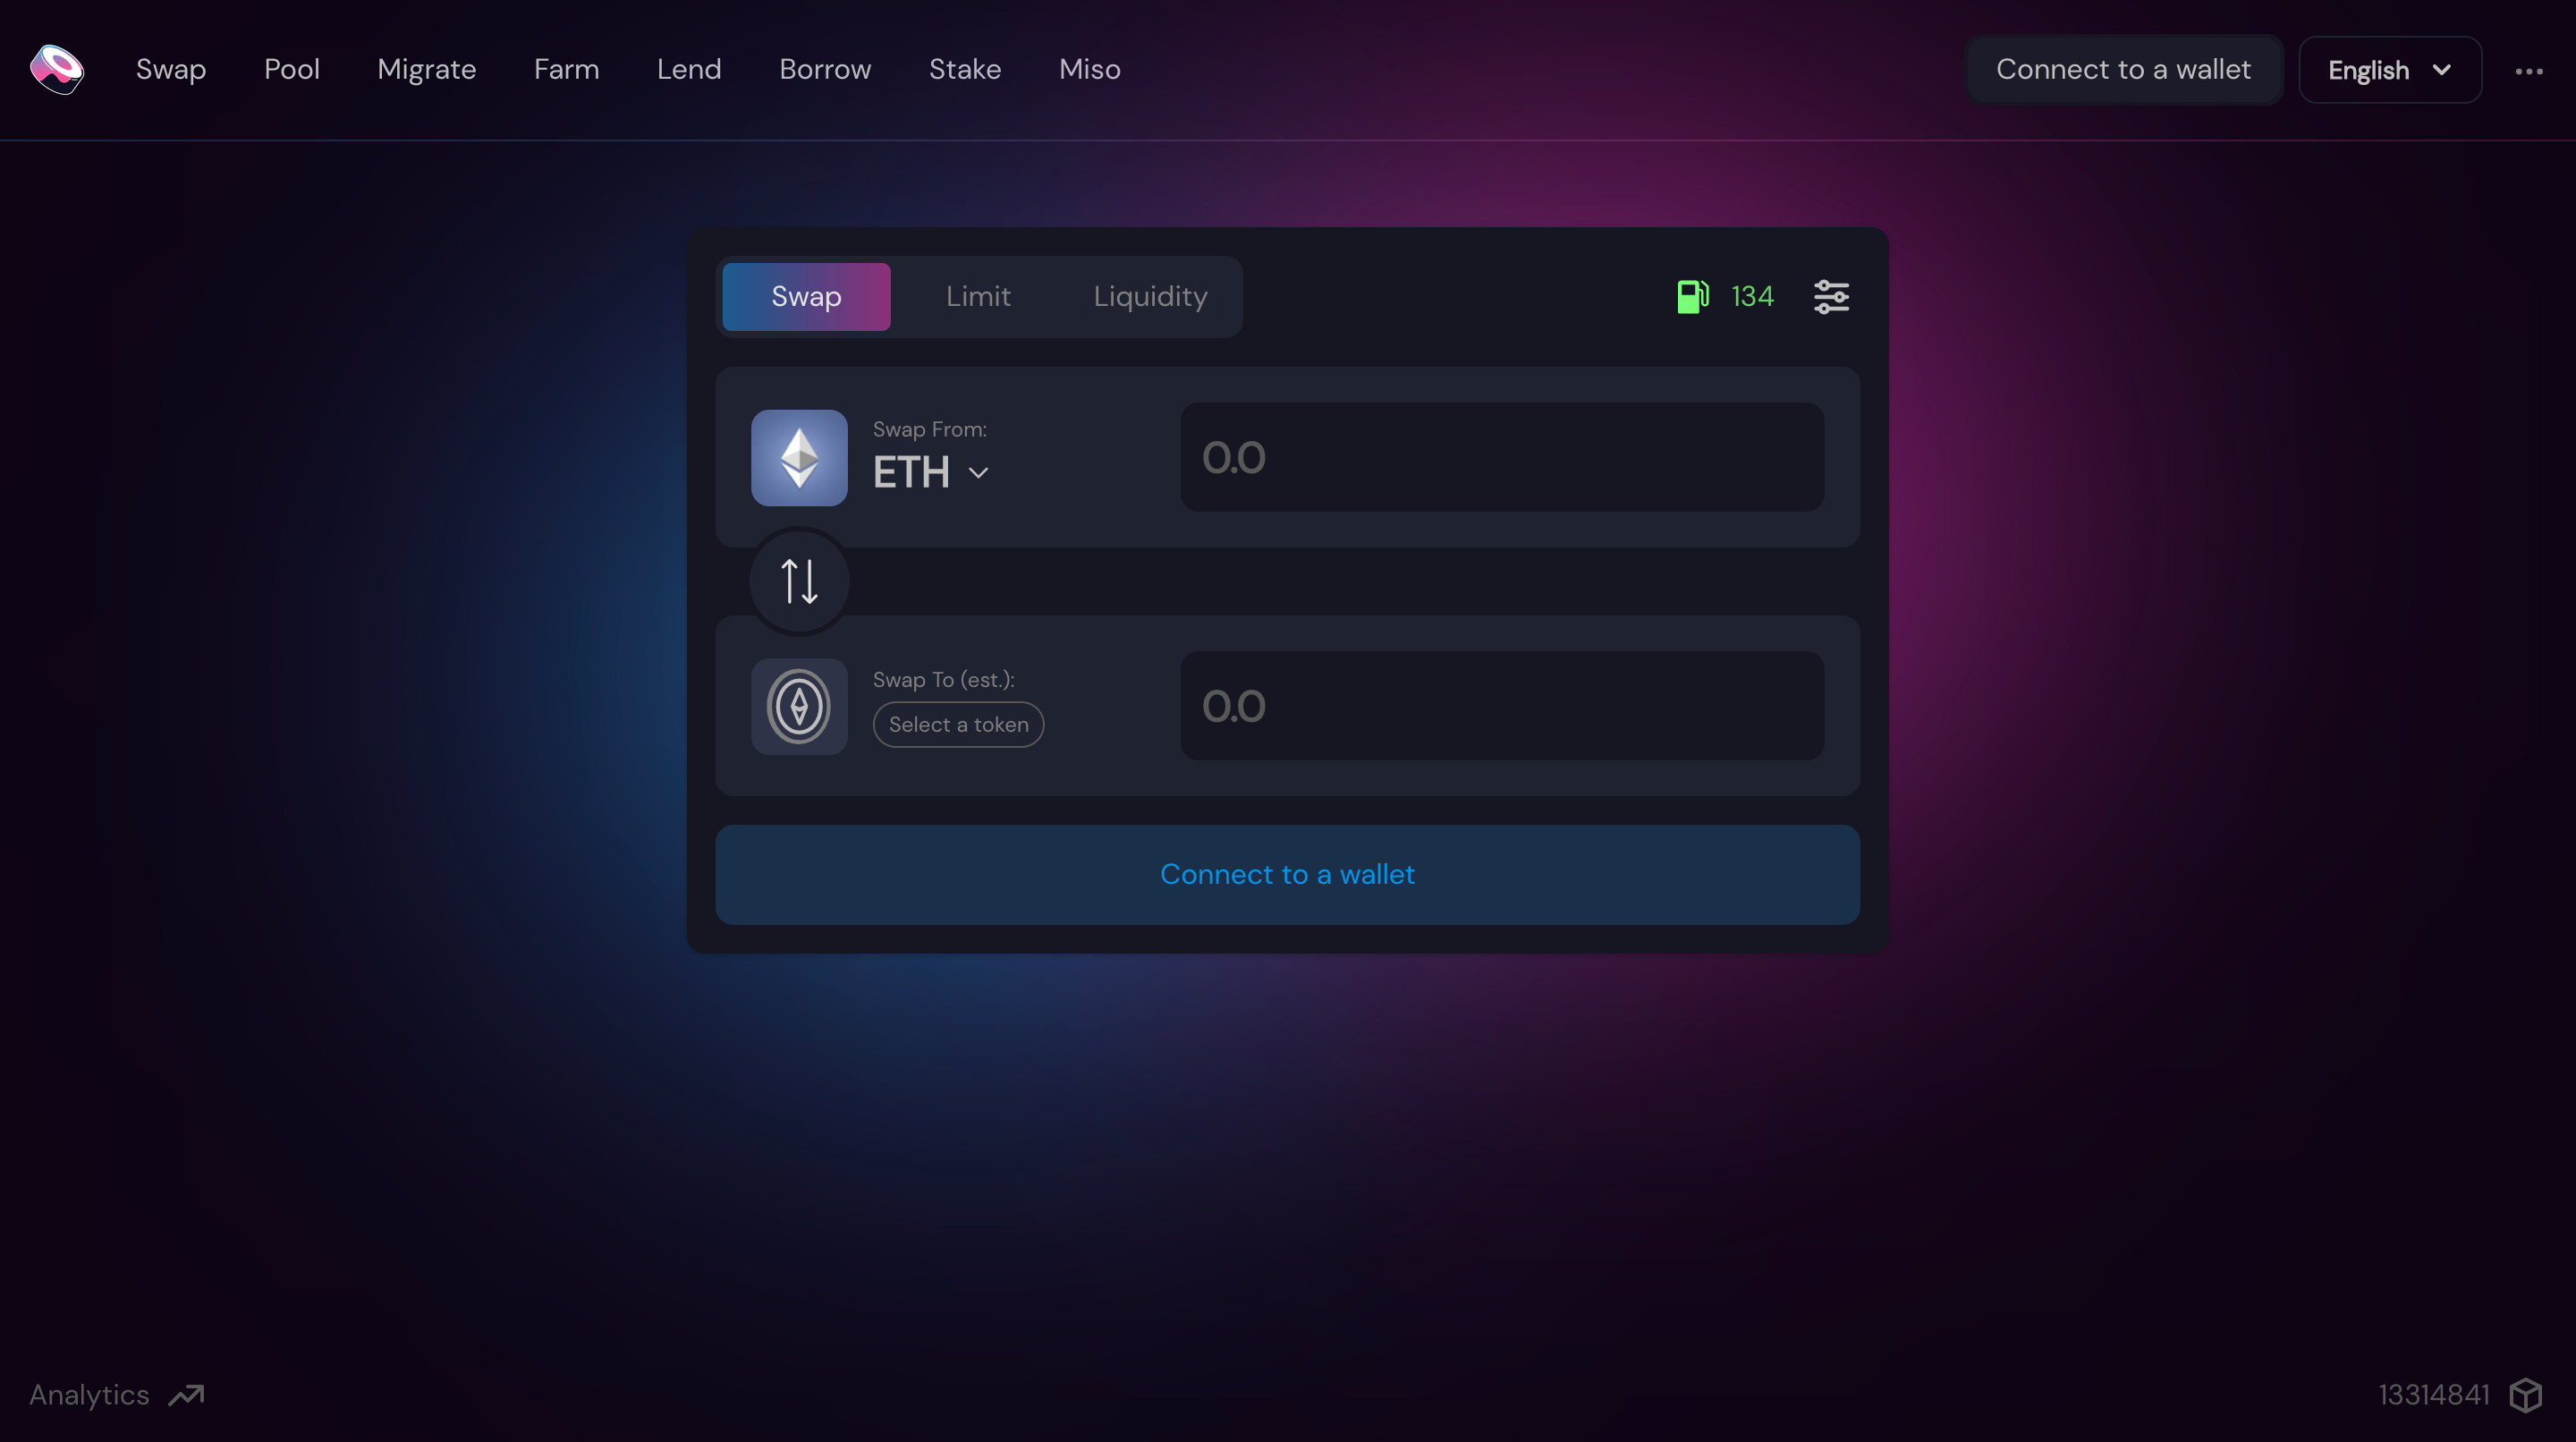 Swap Pool Migrate Farm Lend Borrow Stake Miso Connect to a wallet English
Swap Limit Liquidity 134
Swap From:
ETH 0.0
Swap To (est.):
Select a token 0.0
Connect to a wallet
Analytics 13314841